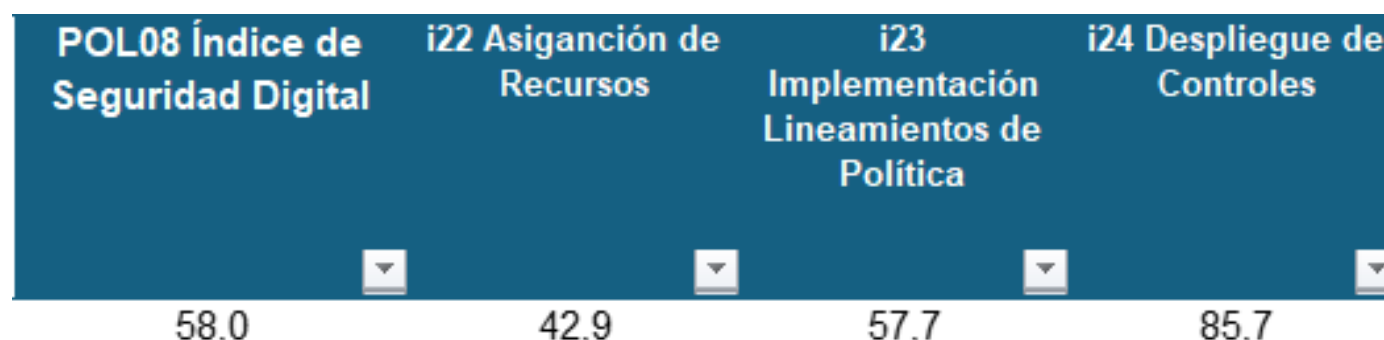 POL08 Índice de
Seguridad Digital
i22 Asigancíón de
Recursos
i23
Implementación
Lineamientos de
Política
i24 Despliegue de
Controles
58.0
42.9
57.7
85.7